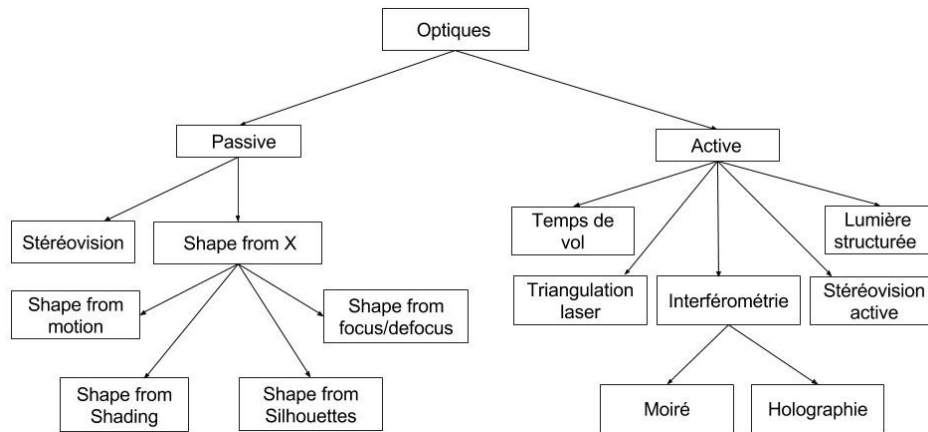 Optiques
Passive
Active
Stéréovision
Shape from X
Temps de
vol
Lumière
structurée
Shape from
motion
Shape from
focus/defocus
Triangulation
laser
Interférométrie
Stéréovision
active
Shape from
Shading
Shape from
Silhouettes
Moiré
Holographie